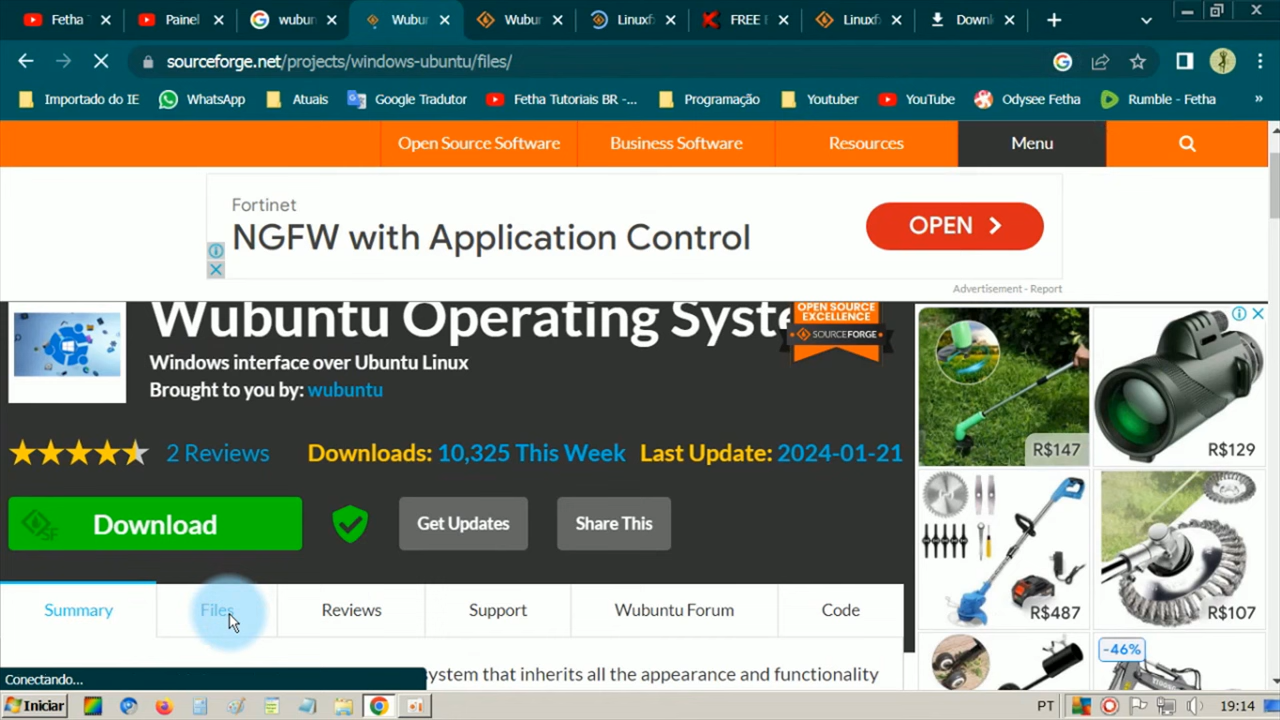 Fetha
Painel
wubun
Wubur
Wubur
Linuxf
FREE
Linuxf
Downl
sourceforge.net/projects/windows-ubuntu/files/
Importado do IE
WhatsApp
Atuais
Google Tradutor
Fetha Tutoriais BR -...
Programação
Youtuber
YouTube
Odysee Fetha
Rumble - Fetha
»
Open Source Software
Business Software
Resources
Menu
Fortinet
NGFW with Application Control
OPEN
Advertisement - Report
Wubuntu Operating Syste
OPEN SOURCE
EXCELLENCE
SOURCEFORGE
Windows interface over Ubuntu Linux
Brought to you by: wubuntu
2 Reviews
Downloads: 10,325 This Week
Last Update: 2024-01-21
Download
Get Updates
Share This
Summary
Files
Reviews
Support
Wubuntu Forum
Code
ystem that inherits all the appearance and functionality
R$147
R$129
R$487
R$107
-46%
Conectando...
Iniciar
PT
19:14